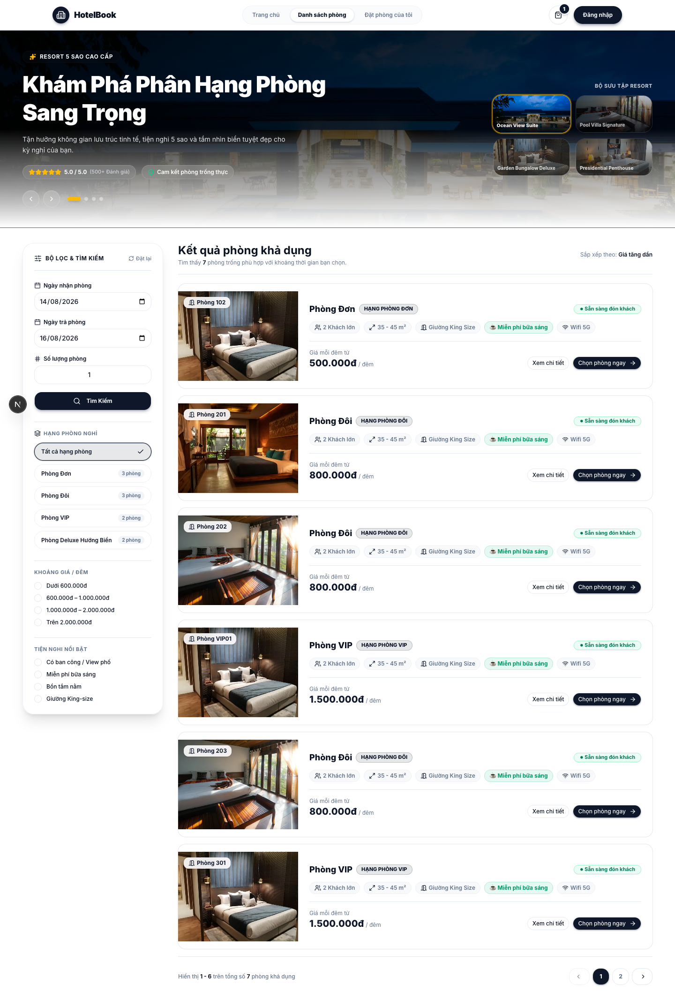 HotelBook
Trang chủ
Danh sách phòng
Đặt phòng của tôi
1
Đăng nhập
RESORT 5 SAO CAO CẤP
Khám Phá Phân Hạng Phòng
Sang Trọng
Tận hưởng không gian lưu trúc tinh tế, tiện nghi 5 sao và tầm nhìn biển tuyệt đẹp cho
kỳ nghỉ của bạn.
5.0 / 5.0 (500+ Đánh giá)
Cam kết phòng trống thực
BỘ SƯU TẬP RESORT
Ocean View Suite
Pool Villa Signature
Garden Bungalow Deluxe
Presidential Penthouse
BỘ LỌC & TÌM KIẾM
Đặt lại
Ngày nhận phòng
14/08/2026
Ngày trả phòng
16/08/2026
Số lượng phòng
1
Tìm Kiếm
HẠNG PHÒNG NGHỈ
Tất cả hạng phòng
Phòng Đơn
3 phòng
Phòng Đôi
3 phòng
Phòng VIP
2 phòng
Phòng Deluxe Hướng Biển
2 phòng
KHOẢNG GIÁ / ĐÊM
Dưới 600.000đ
600.000đ – 1.000.000đ
1.000.000đ – 2.000.000đ
Trên 2.000.000đ
TIỆN NGHI NỔI BẬT
Có ban công / View phố
Miễn phí bữa sáng
Bồn tắm nằm
Giường King-size
Kết quả phòng khả dụng
Tìm thấy 7 phòng trống phù hợp với khoảng thời gian bạn chọn.
Sắp xếp theo: Giá tăng dần
Phòng 102
Phòng Đơn
HẠNG PHÒNG ĐƠN
Sẵn sàng đón khách
2 Khách lớn
35 - 45 m²
Giường King Size
Miễn phí bữa sáng
Wifi 5G
Giá mỗi đêm từ
500.000đ / đêm
Xem chi tiết
Chọn phòng ngay
Phòng 201
Phòng Đôi
HẠNG PHÒNG ĐÔI
Sẵn sàng đón khách
2 Khách lớn
35 - 45 m²
Giường King Size
Miễn phí bữa sáng
Wifi 5G
Giá mỗi đêm từ
800.000đ / đêm
Xem chi tiết
Chọn phòng ngay
Phòng 202
Phòng Đôi
HẠNG PHÒNG ĐÔI
Sẵn sàng đón khách
2 Khách lớn
35 - 45 m²
Giường King Size
Miễn phí bữa sáng
Wifi 5G
Giá mỗi đêm từ
800.000đ / đêm
Xem chi tiết
Chọn phòng ngay
Phòng VIP01
Phòng VIP
HẠNG PHÒNG VIP
Sẵn sàng đón khách
2 Khách lớn
35 - 45 m²
Giường King Size
Miễn phí bữa sáng
Wifi 5G
Giá mỗi đêm từ
1.500.000đ / đêm
Xem chi tiết
Chọn phòng ngay
Phòng 203
Phòng Đôi
HẠNG PHÒNG ĐÔI
Sẵn sàng đón khách
2 Khách lớn
35 - 45 m²
Giường King Size
Miễn phí bữa sáng
Wifi 5G
Giá mỗi đêm từ
800.000đ / đêm
Xem chi tiết
Chọn phòng ngay
Phòng 301
Phòng VIP
HẠNG PHÒNG VIP
Sẵn sàng đón khách
2 Khách lớn
35 - 45 m²
Giường King Size
Miễn phí bữa sáng
Wifi 5G
Giá mỗi đêm từ
1.500.000đ / đêm
Xem chi tiết
Chọn phòng ngay
Hiển thị 1 - 6 trên tổng số 7 phòng khả dụng
1
2